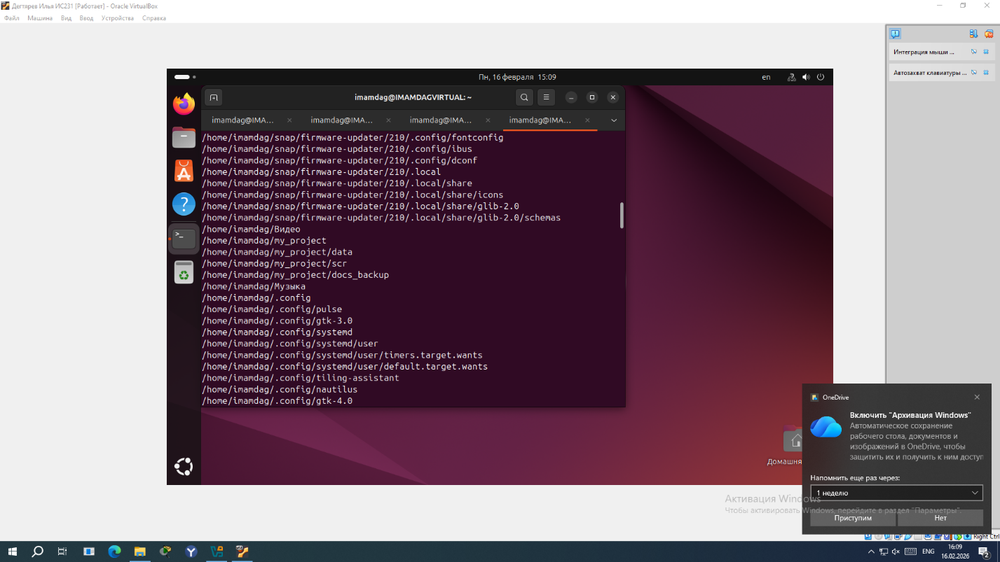 Дегтярев Илья ИС231 [Работает] - Oracle VirtualBox
Файл Машина Вид Ввод Устройства Справка
Интеграция мыши ...
Автозахват клавиатуры ...
Пн, 16 февраля 15:09
en
imamdag@IMAMDAGVIRTUAL: ~
imamdag@IMA... imamdag@IMA... imamdag@IMA... imamdag@IMA...
/home/imamdag/snap/firmware-updater/210/.config/fontconfig
/home/imamdag/snap/firmware-updater/210/.config/ibus
/home/imamdag/snap/firmware-updater/210/.config/dconf
/home/imamdag/snap/firmware-updater/210/.local
/home/imamdag/snap/firmware-updater/210/.local/share
/home/imamdag/snap/firmware-updater/210/.local/share/icons
/home/imamdag/snap/firmware-updater/210/.local/share/glib-2.0
/home/imamdag/snap/firmware-updater/210/.local/share/glib-2.0/schemas
/home/imamdag/Видео
/home/imamdag/my_project
/home/imamdag/my_project/data
/home/imamdag/my_project/scr
/home/imamdag/my_project/docs_backup
/home/imamdag/Музыка
/home/imamdag/.config
/home/imamdag/.config/pulse
/home/imamdag/.config/gtk-3.0
/home/imamdag/.config/systemd
/home/imamdag/.config/systemd/user
/home/imamdag/.config/systemd/user/timers.target.wants
/home/imamdag/.config/systemd/user/default.target.wants
/home/imamdag/.config/tiling-assistant
/home/imamdag/.config/nautilus
/home/imamdag/.config/gtk-4.0
Домашня
OneDrive
Включить "Архивация Windows"
Автоматическое сохранение
рабочего стола, документов и
изображений в OneDrive, чтобы
защитить их и получить к ним доступ
Напомнить еще раз через:
1 неделю
Приступим Нет
Активация Windows
Чтобы активировать Windows, перейдите в раздел "Параметры".
Right Ctrl
ENG
16:09
16.02.2026
2